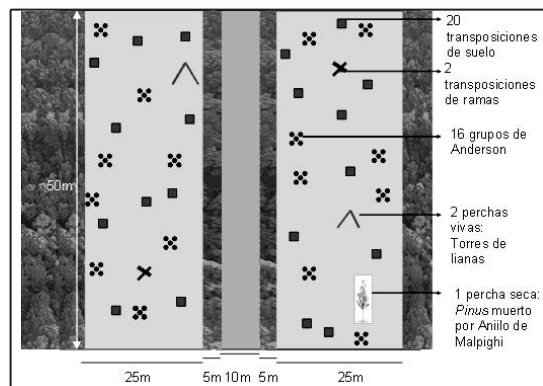 20
transposiciones
de suelo
2
transposiciones
de ramas
16 grupos de
Anderson
50m
2 perchas
vivas:
Torres de
lianas
1 percha seca:
Pinus muerto
por Aniilo de
Malpighi
25m 5m 10m 5m 25m